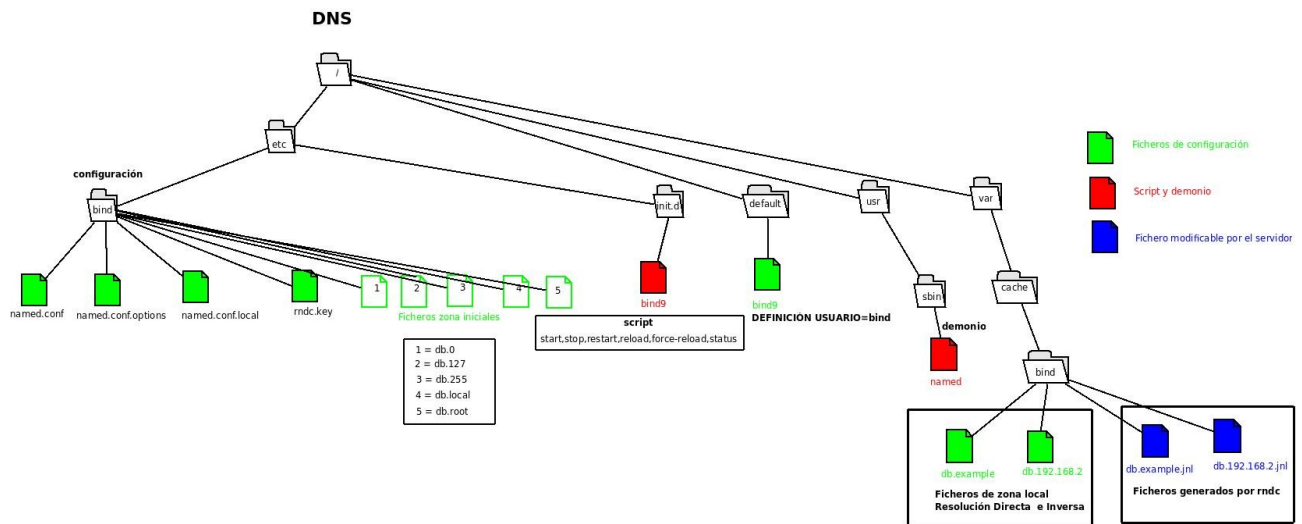 DNS
/
etc
configuración
bind
init.d
default
usr
var
Ficheros de configuración
Script y demonio
Fichero modificable por el servidor
named.conf
named.conf.options
named.conf.local
rndc.key
1
2
3
4
5
Ficheros zona iniciales
1 = db.0
2 = db.127
3 = db.255
4 = db.local
5 = db.root
bind9
script
start,stop,restart,reload,force-reload,status
bind9
DEFINICIÓN USUARIO=bind
sbin
demonio
named
cache
bind
db.example
db.192.168.2
Ficheros de zona local
Resolución Directa e Inversa
db.example.jnl
db.192.168.2.jnl
Ficheros generados por rndc